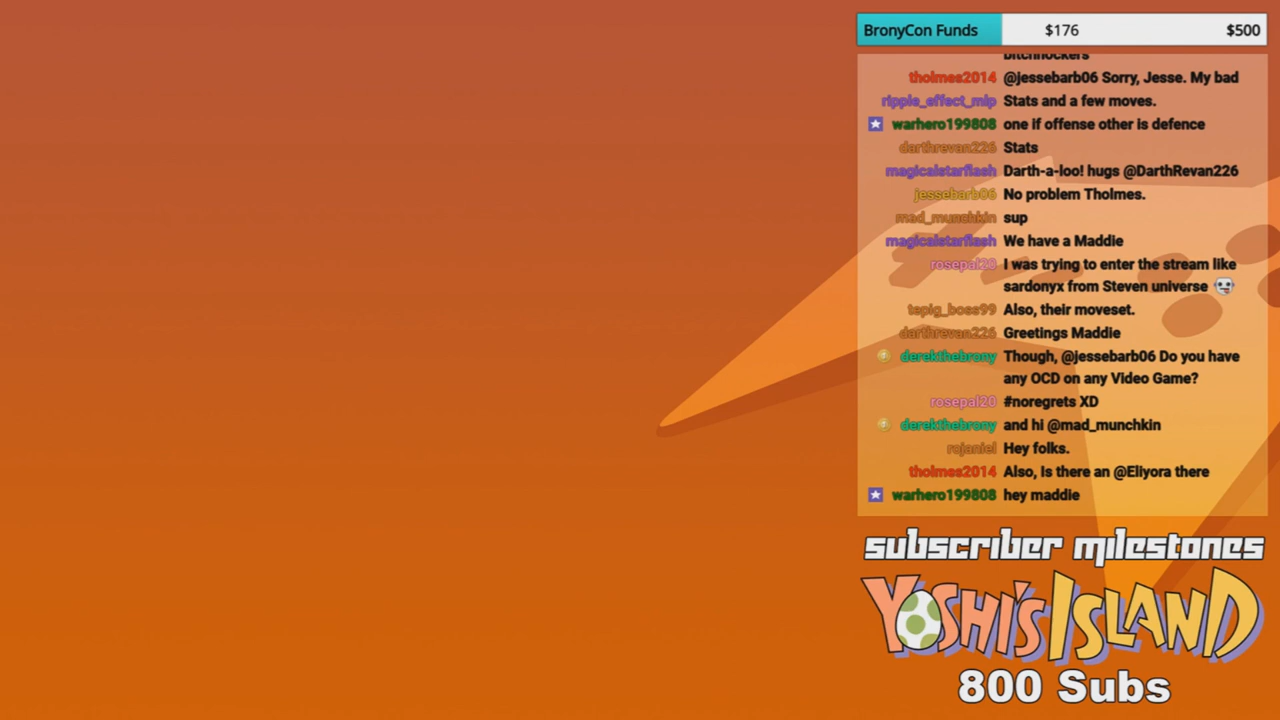 BronyCon Funds $176 $500
bitchhockers
tholmes2014 @jessebarb06 Sorry, Jesse. My bad
ripple_effect_mlp Stats and a few moves.
warhero199808 one if offense other is defence
darthrevan226 Stats
magicalstarflash Darth-a-loo! hugs @DarthRevan226
jessebarb06 No problem Tholmes.
mad_munchkin sup
magicalstarflash We have a Maddie
rosepal20 I was trying to enter the stream like
sardonyx from Steven universe
tepig_boss99 Also, their moveset.
darthrevan226 Greetings Maddie
derekthebrony Though, @jessebarb06 Do you have
any OCD on any Video Game?
rosepal20 #noregrets XD
derekthebrony and hi @mad_munchkin
rojaniel Hey folks.
tholmes2014 Also, Is there an @Eliyora there
warhero199808 hey maddie
subscriber milestones
YOSHI'S ISLAND
800 Subs